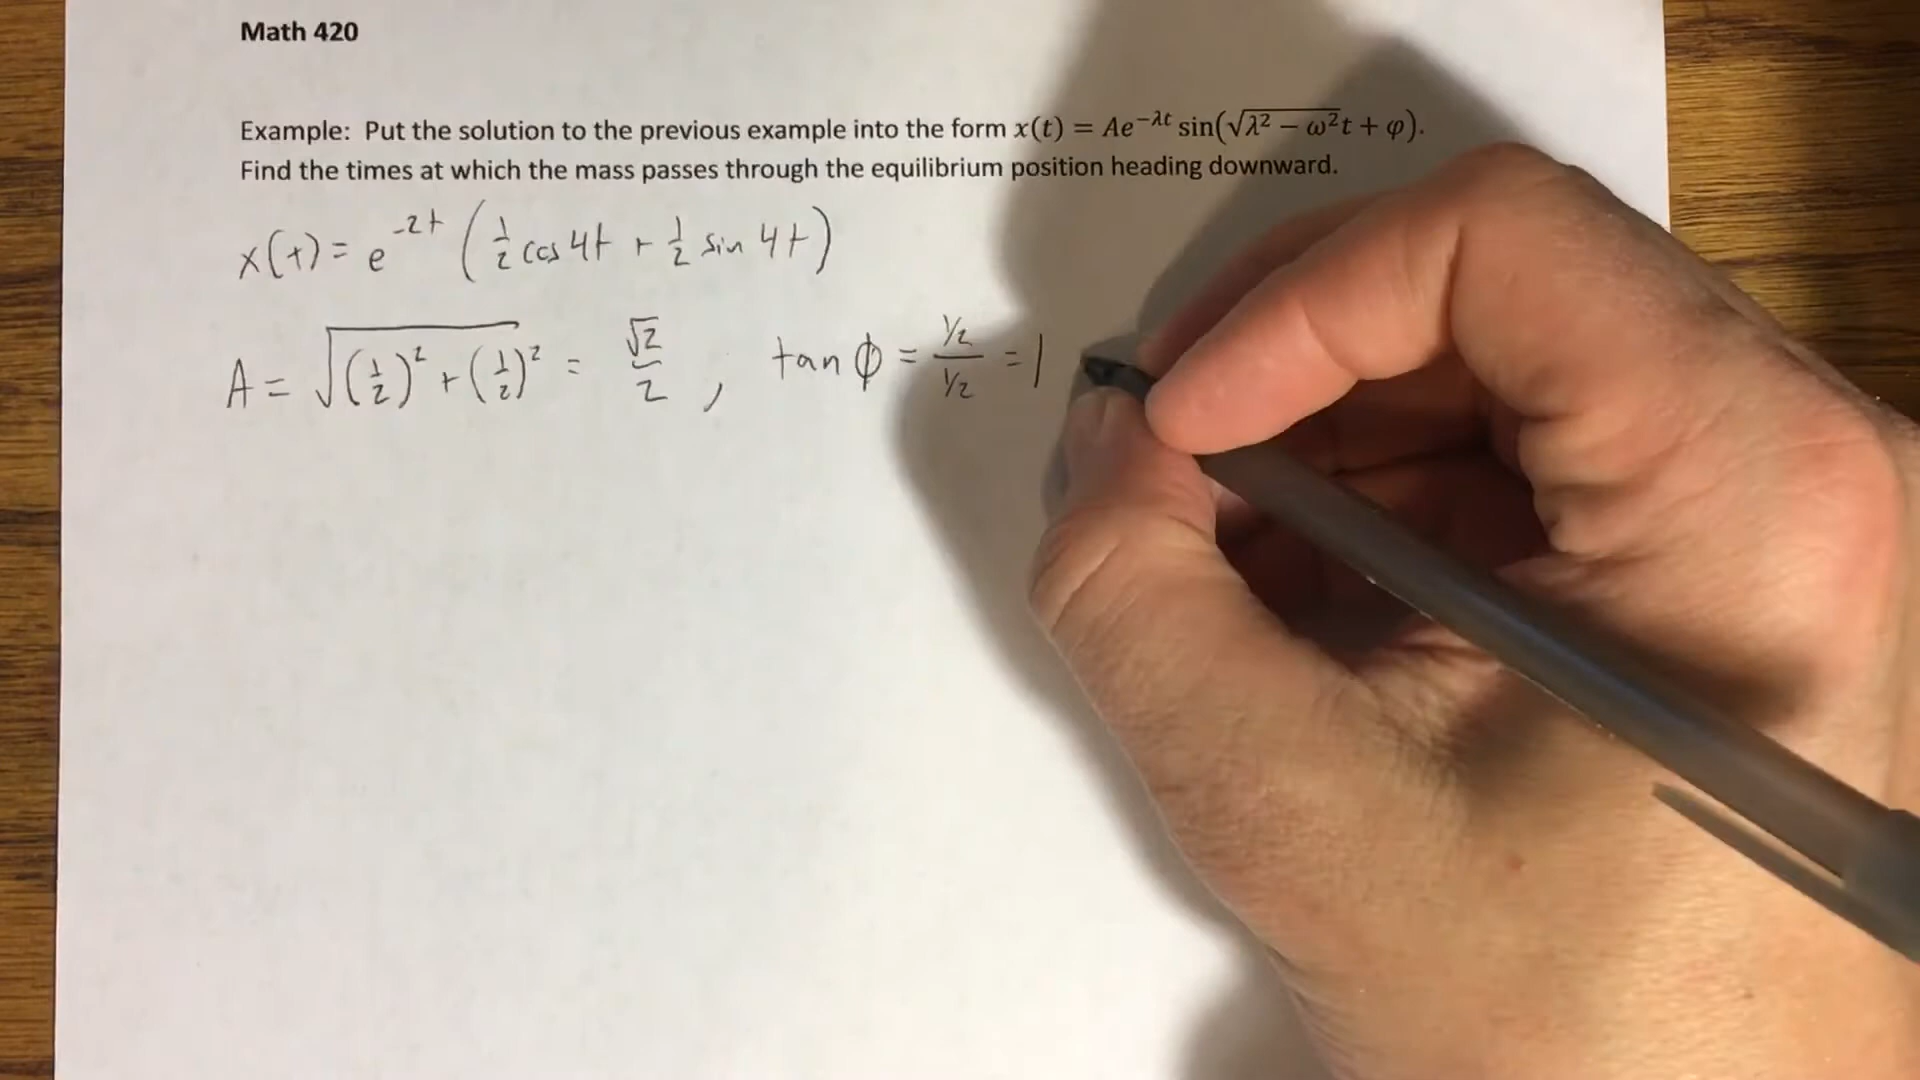 Math 420
Example: Put the solution to the previous example into the form x(t) = Ae^{-λt} sin(√(λ² − ω²)t + φ).
Find the times at which the mass passes through the equilibrium position heading downward.
x(t) = e^{-2t} (1/2 cos 4t + 1/2 sin 4t)
A = √((1/2)² + (1/2)²) = √2/2 , tan φ = (1/2)/(1/2) = 1